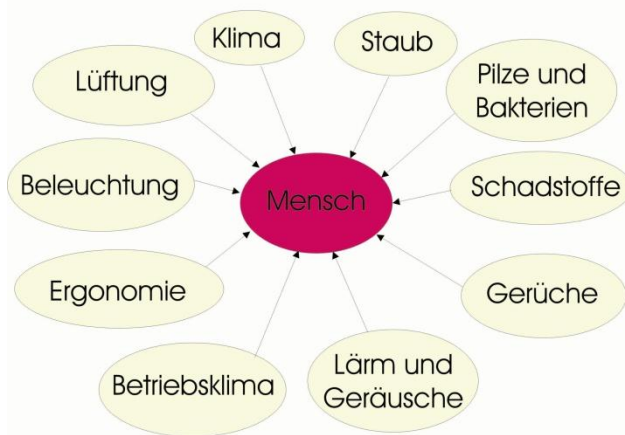 Klima
Staub
Lüftung
Pilze und
Bakterien
Beleuchtung
Mensch
Schadstoffe
Ergonomie
Gerüche
Betriebsklima
Lärm und
Geräusche